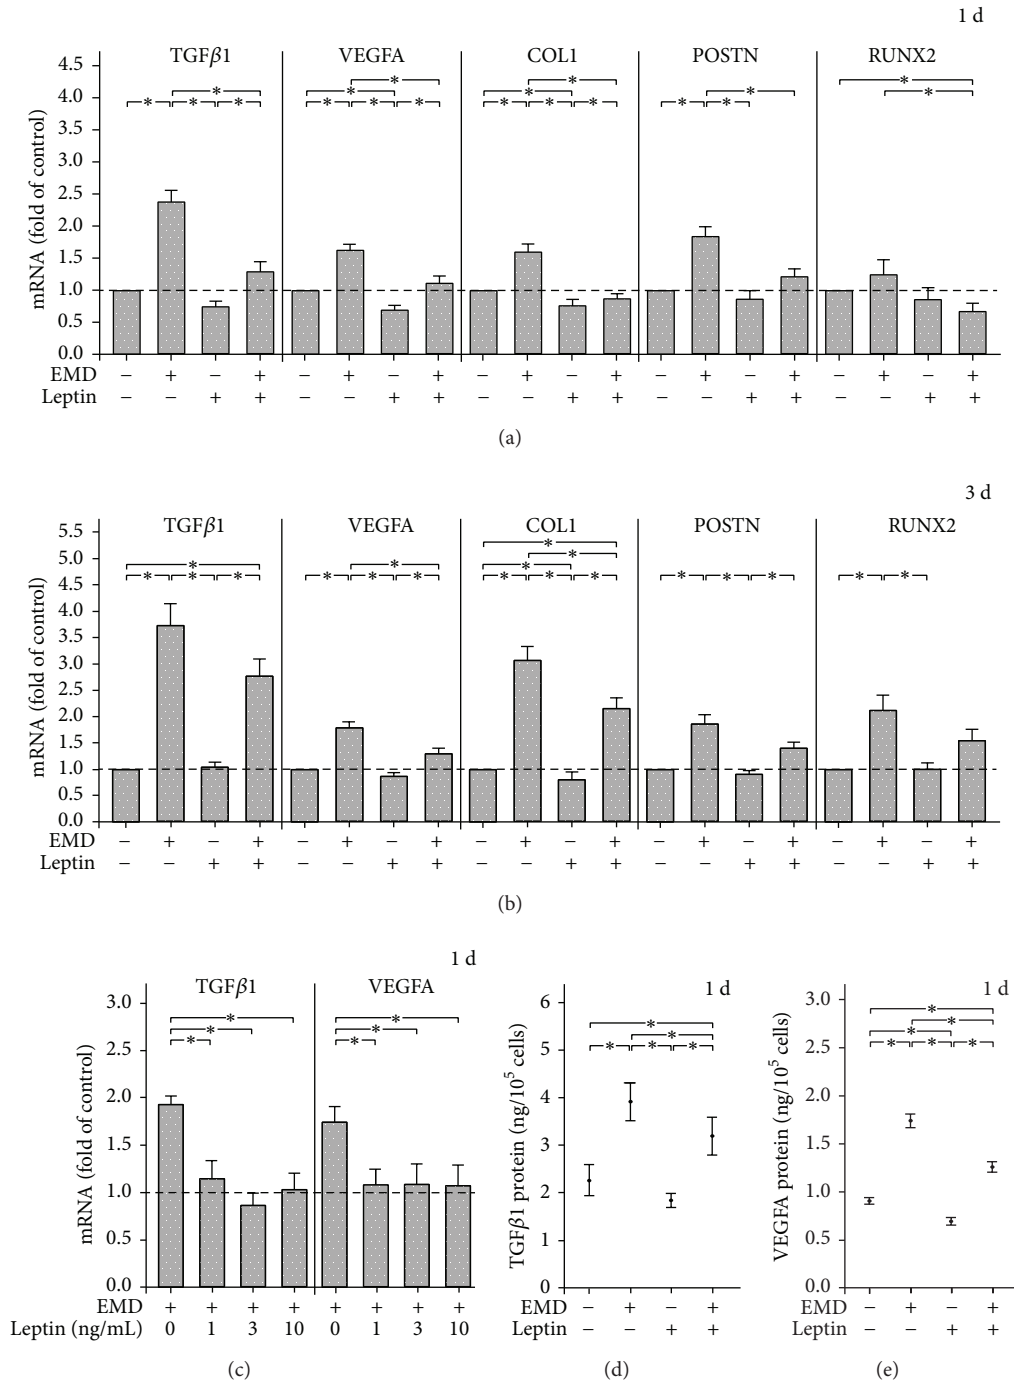 1 d
TGFβ1 VEGFA COL1 POSTN RUNX2
mRNA (fold of control)
4.5
4.0
3.5
3.0
2.5
2.0
1.5
1.0
0.5
0.0
* * * * * * * * * * * * * * * * * * * *
EMD − + − + − + − + − + − + − + − + − + − +
Leptin − − + + − − + + − − + + − − + + − − + +
(a)
3 d
TGFβ1 VEGFA COL1 POSTN RUNX2
mRNA (fold of control)
5.5
5.0
4.5
4.0
3.5
3.0
2.5
2.0
1.5
1.0
0.5
0.0
* * * * * * * * * * * * * * * * * * *
EMD − + − + − + − + − + − + − + − + − + − +
Leptin − − + + − − + + − − + + − − + + − − + +
(b)
1 d
TGFβ1 VEGFA
mRNA (fold of control)
3.0
2.5
2.0
1.5
1.0
0.5
0.0
* * * * * *
EMD + + + + + + + +
Leptin (ng/mL) 0 1 3 10 0 1 3 10
(c)
1 d
TGFβ1 protein (ng/10⁵ cells)
6
5
4
3
2
1
0
* * * * *
EMD − + − +
Leptin − − + +
(d)
1 d
VEGFA protein (ng/10⁵ cells)
3.0
2.5
2.0
1.5
1.0
0.5
0.0
* * * * * *
EMD − + − +
Leptin − − + +
(e)